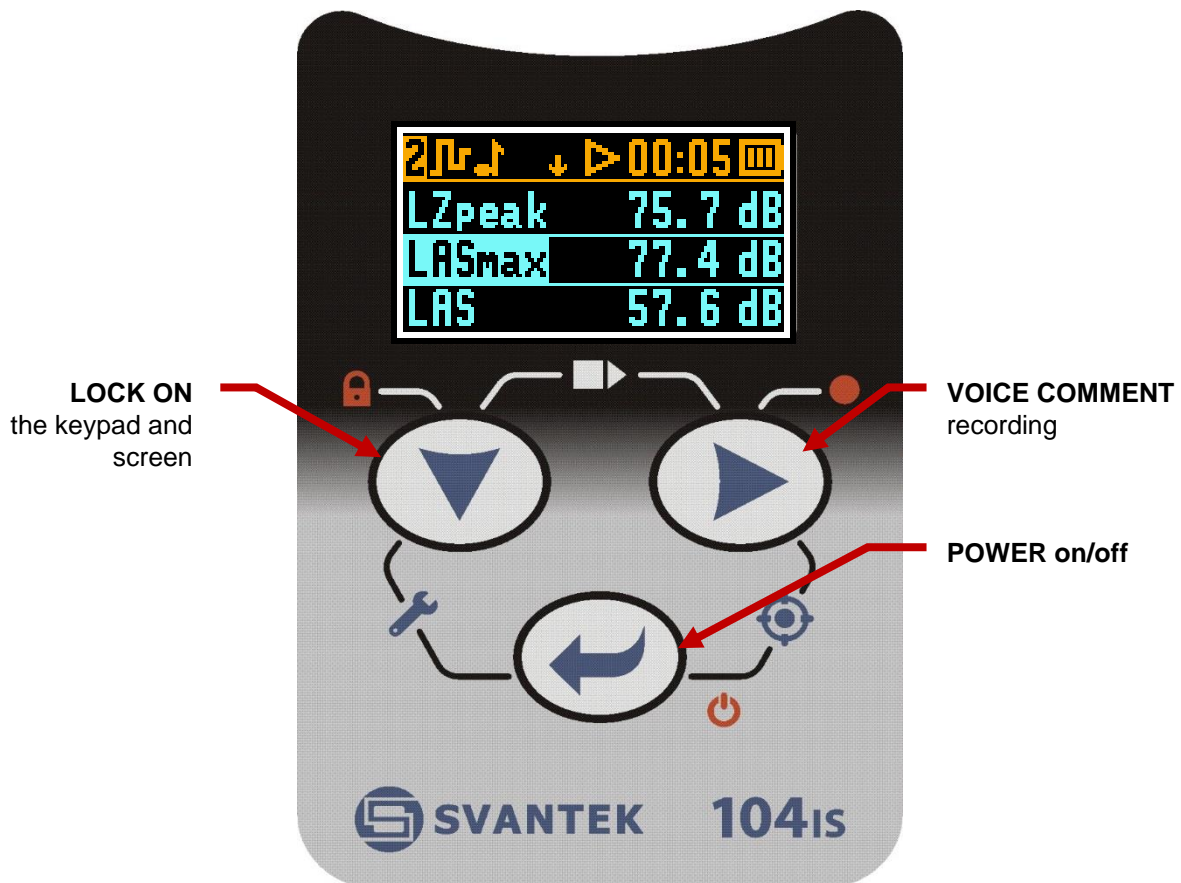 2 00:05
LZpeak 75.7 dB
LASmax 77.4 dB
LAS 57.6 dB
LOCK ON
the keypad and
screen
VOICE COMMENT
recording
POWER on/off
SVANTEK 104IS